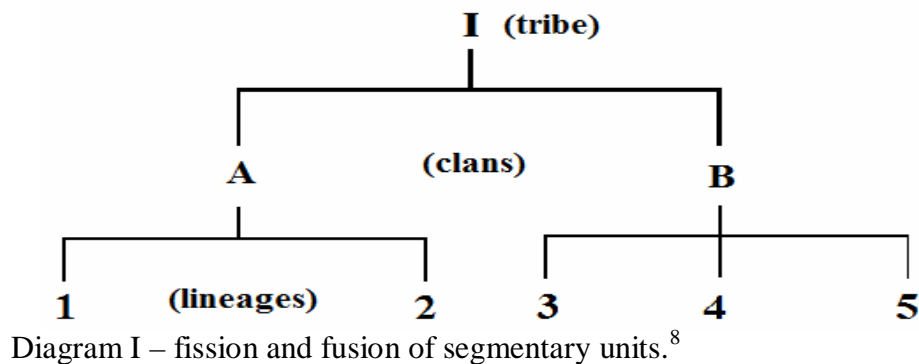 I (tribe)
A (clans) B
1 (lineages) 2 3 4 5
Diagram I – fission and fusion of segmentary units.⁸